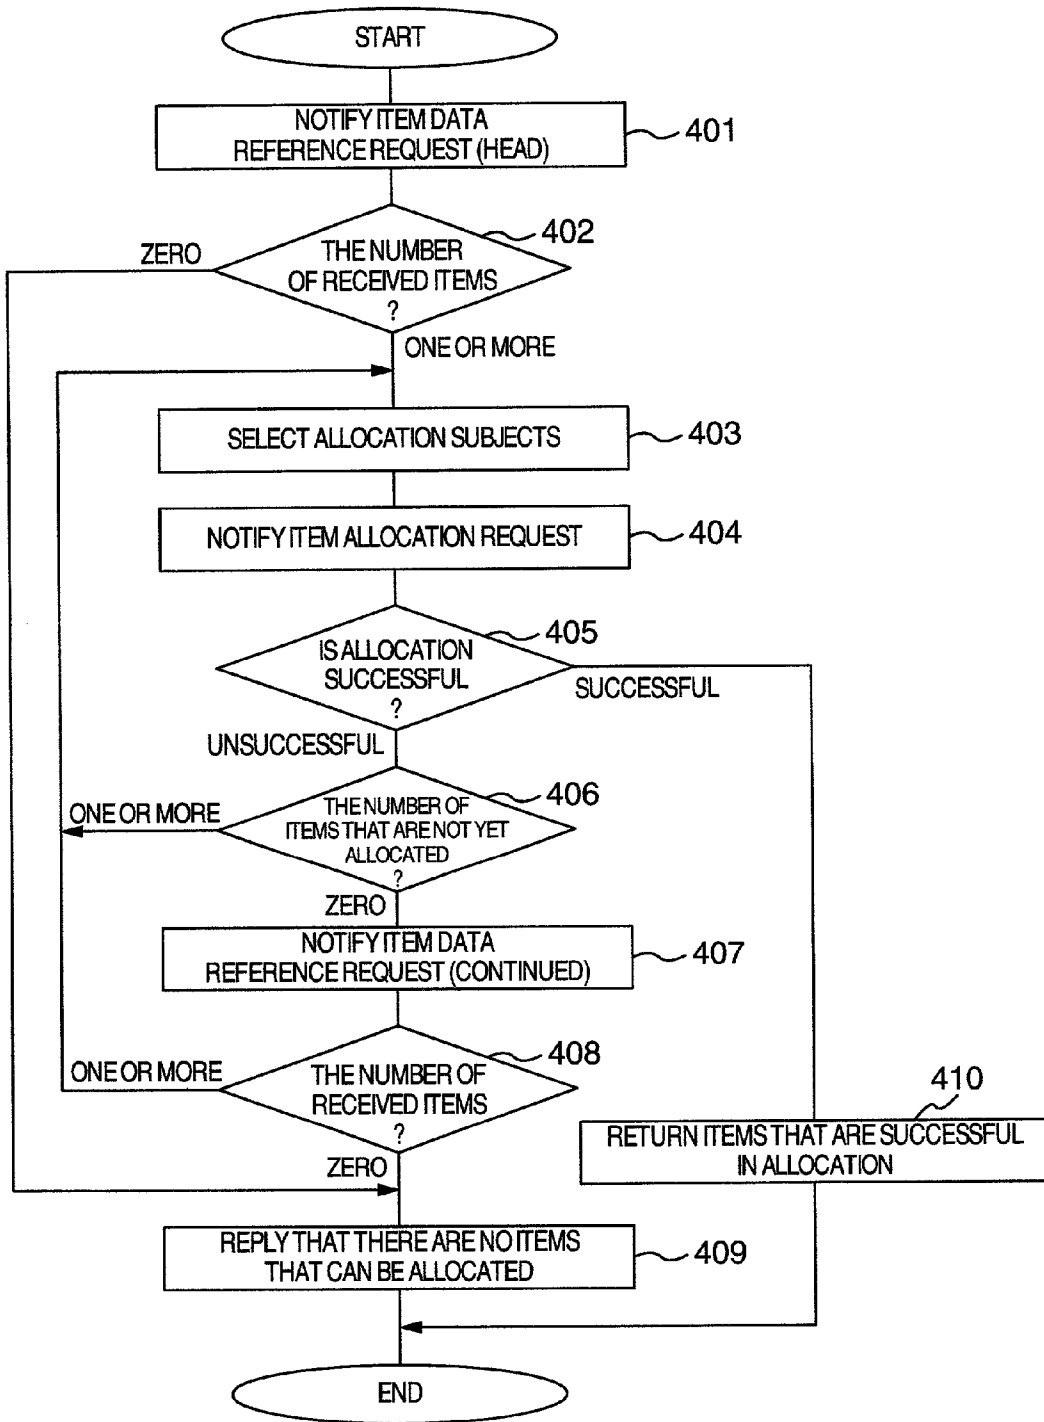 START
NOTIFY ITEM DATA
REFERENCE REQUEST (HEAD)
401
402
ZERO
THE NUMBER
OF RECEIVED ITEMS
?
ONE OR MORE
SELECT ALLOCATION SUBJECTS
403
NOTIFY ITEM ALLOCATION REQUEST
404
405
IS ALLOCATION
SUCCESSFUL
?
SUCCESSFUL
UNSUCCESSFUL
406
ONE OR MORE
THE NUMBER OF
ITEMS THAT ARE NOT YET
ALLOCATED
?
ZERO
NOTIFY ITEM DATA
REFERENCE REQUEST (CONTINUED)
407
408
ONE OR MORE
THE NUMBER OF
RECEIVED ITEMS
?
ZERO
410
RETURN ITEMS THAT ARE SUCCESSFUL
IN ALLOCATION
REPLY THAT THERE ARE NO ITEMS
THAT CAN BE ALLOCATED
409
END